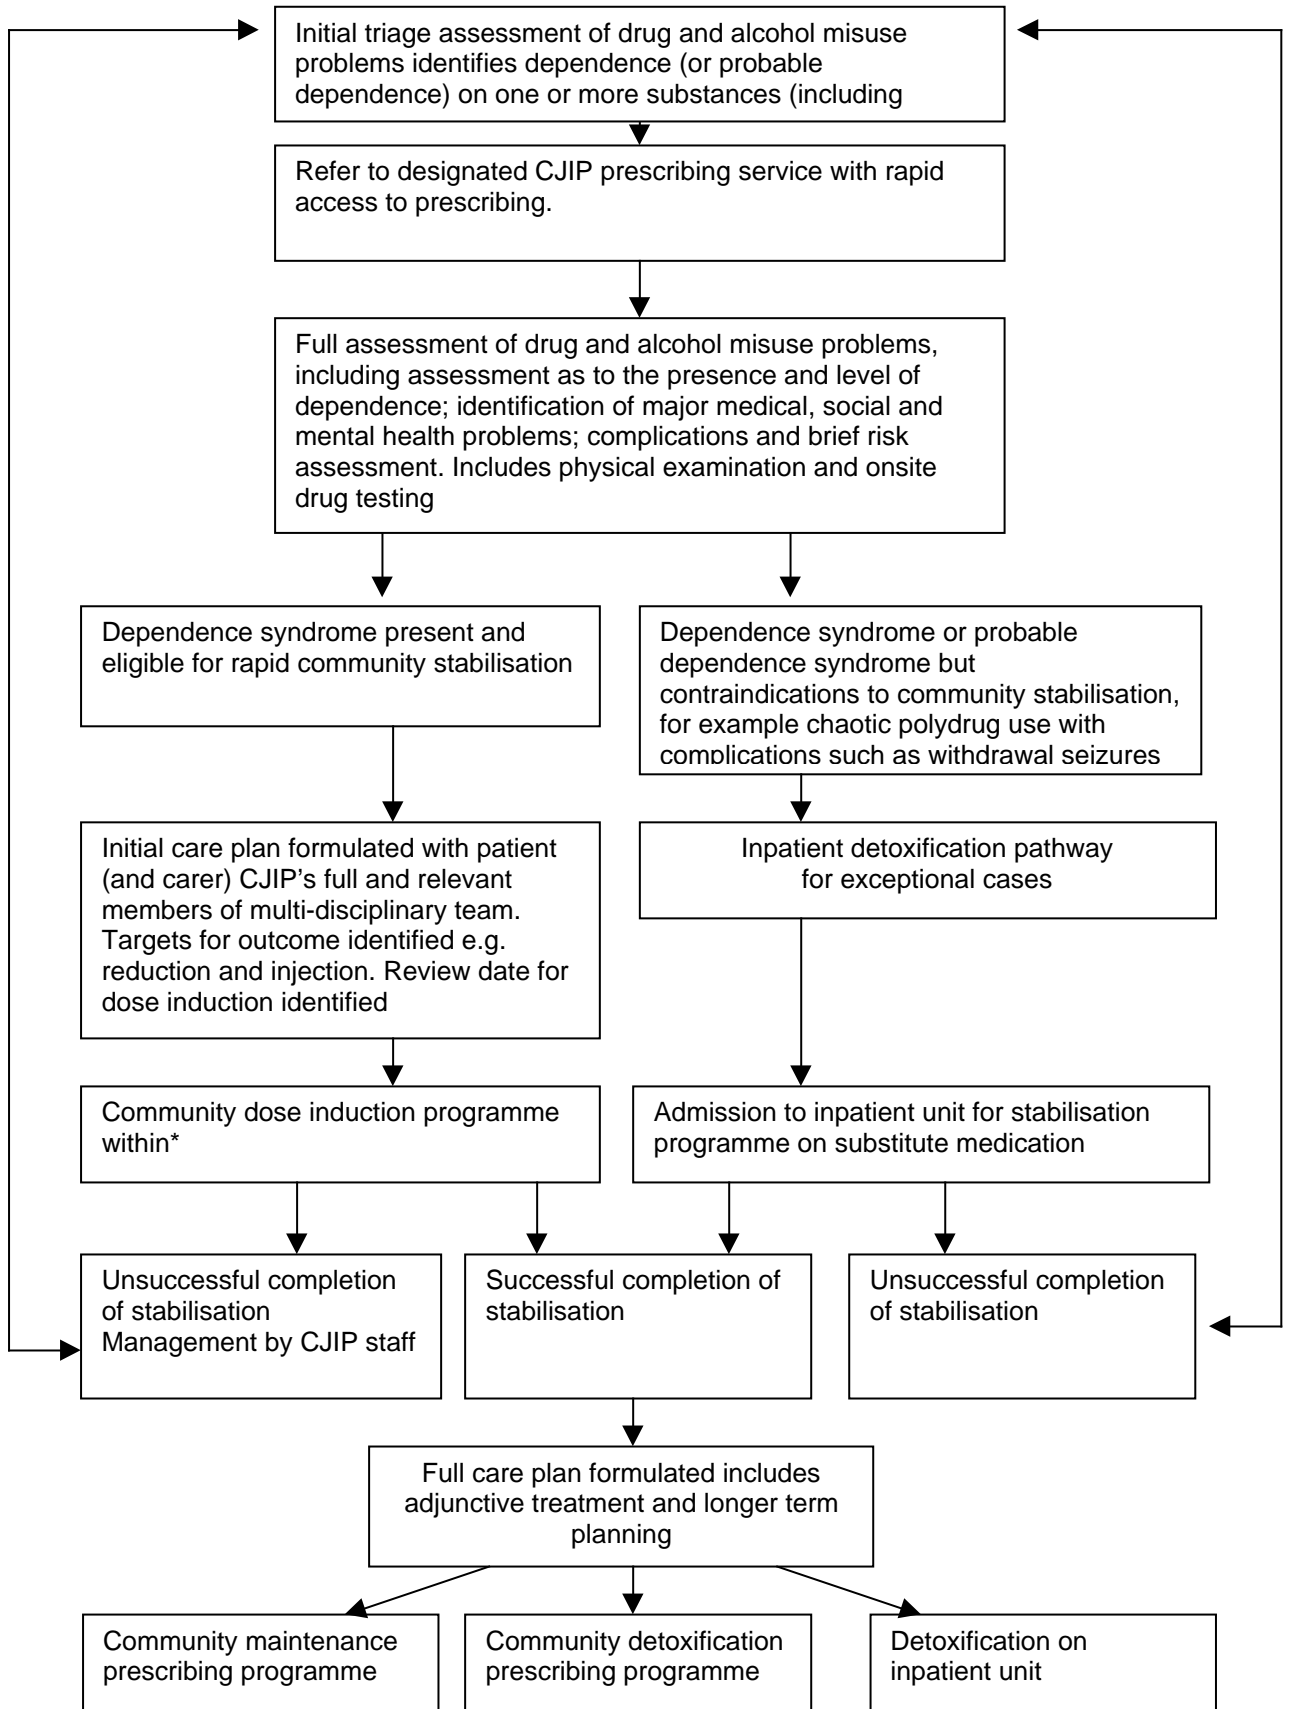 Initial triage assessment of drug and alcohol misuse
problems identifies dependence (or probable
dependence) on one or more substances (including
Refer to designated CJIP prescribing service with rapid
access to prescribing.
Full assessment of drug and alcohol misuse problems,
including assessment as to the presence and level of
dependence; identification of major medical, social and
mental health problems; complications and brief risk
assessment. Includes physical examination and onsite
drug testing
Dependence syndrome present and
eligible for rapid community stabilisation
Dependence syndrome or probable
dependence syndrome but
contraindications to community stabilisation,
for example chaotic polydrug use with
complications such as withdrawal seizures
Initial care plan formulated with patient
(and carer) CJIP's full and relevant
members of multi-disciplinary team.
Targets for outcome identified e.g.
reduction and injection. Review date for
dose induction identified
Inpatient detoxification pathway
for exceptional cases
Community dose induction programme
within*
Admission to inpatient unit for stabilisation
programme on substitute medication
Unsuccessful completion
of stabilisation
Management by CJIP staff
Successful completion of
stabilisation
Unsuccessful completion
of stabilisation
Full care plan formulated includes
adjunctive treatment and longer term
planning
Community maintenance
prescribing programme
Community detoxification
prescribing programme
Detoxification on
inpatient unit